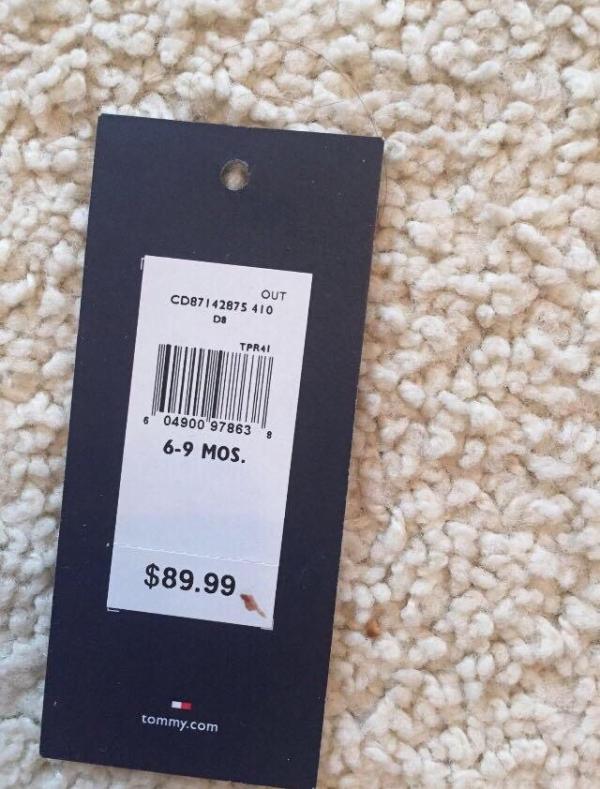 OUT
CD87142875 410
D8
TPR41
6 04900 97863 8
6-9 MOS.
$89.99
tommy.com